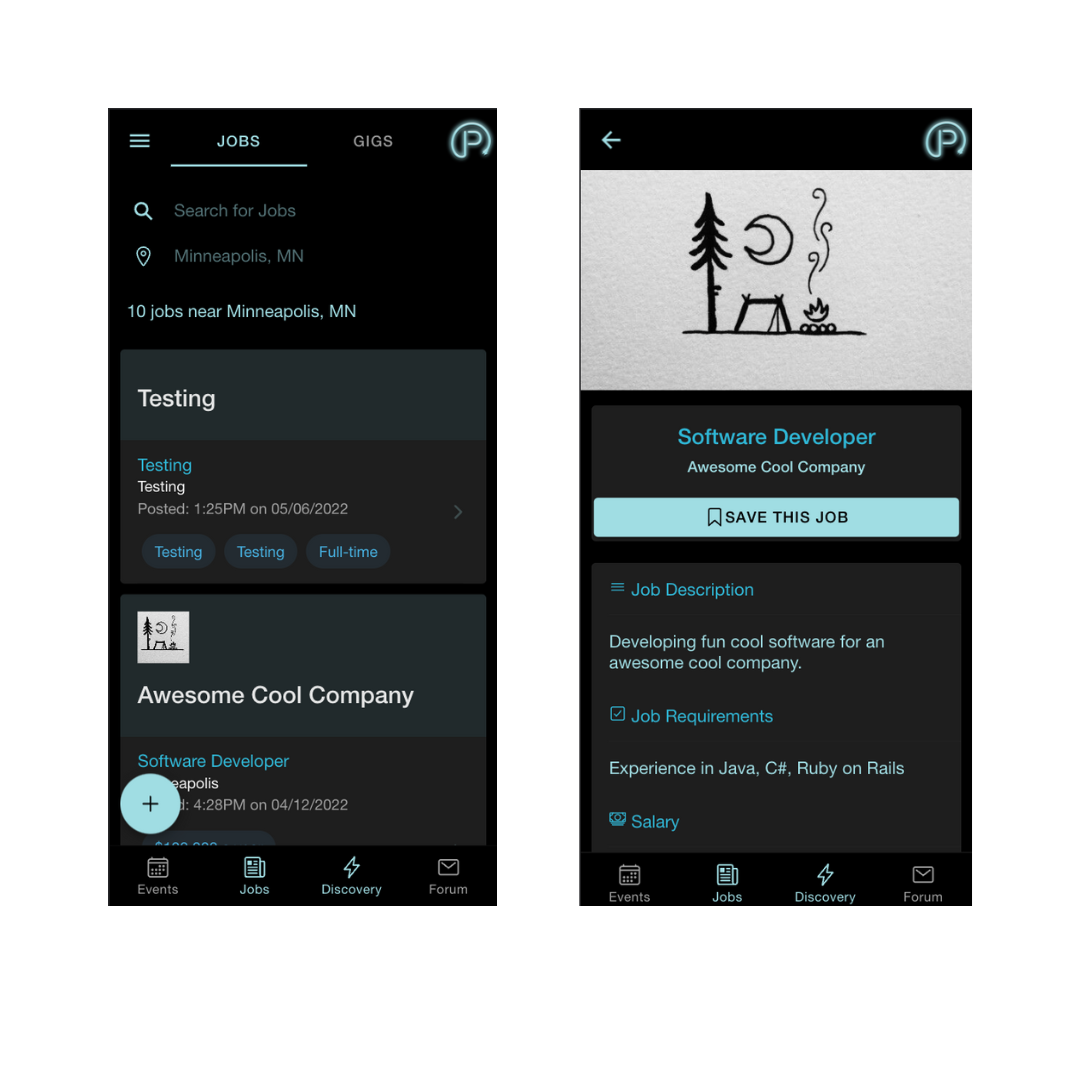 JOBS
GIGS
P
Search for Jobs
Minneapolis, MN
10 jobs near Minneapolis, MN
Testing
Testing
Testing
Posted: 1:25PM on 05/06/2022
Testing
Testing
Full-time
Awesome Cool Company
Software Developer
eapolis
d: 4:28PM on 04/12/2022
Events
Jobs
Discovery
Forum
P
Software Developer
Awesome Cool Company
SAVE THIS JOB
Job Description
Developing fun cool software for an
awesome cool company.
Job Requirements
Experience in Java, C#, Ruby on Rails
Salary
Events
Jobs
Discovery
Forum